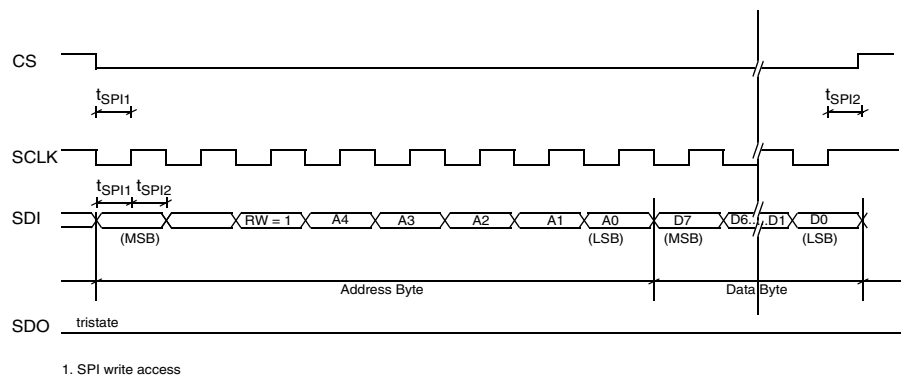 CS
tSPI1
tSPI2
SCLK
tSPI1 tSPI2
SDI RW = 1 A4 A3 A2 A1 A0 D7 D6... ...D1 D0
(MSB) (LSB) (MSB) (LSB)
Address Byte Data Byte
SDO tristate
1. SPI write access